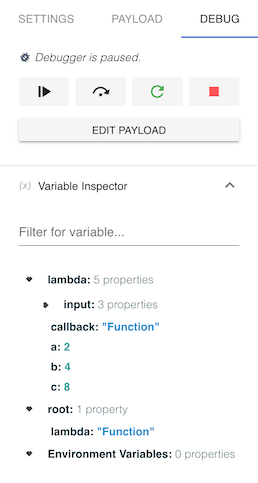 SETTINGS PAYLOAD DEBUG
Debugger is paused.
EDIT PAYLOAD
(x) Variable Inspector
Filter for variable...
lambda: 5 properties
input: 3 properties
callback: "Function"
a: 2
b: 4
c: 8
root: 1 property
lambda: "Function"
Environment Variables: 0 properties